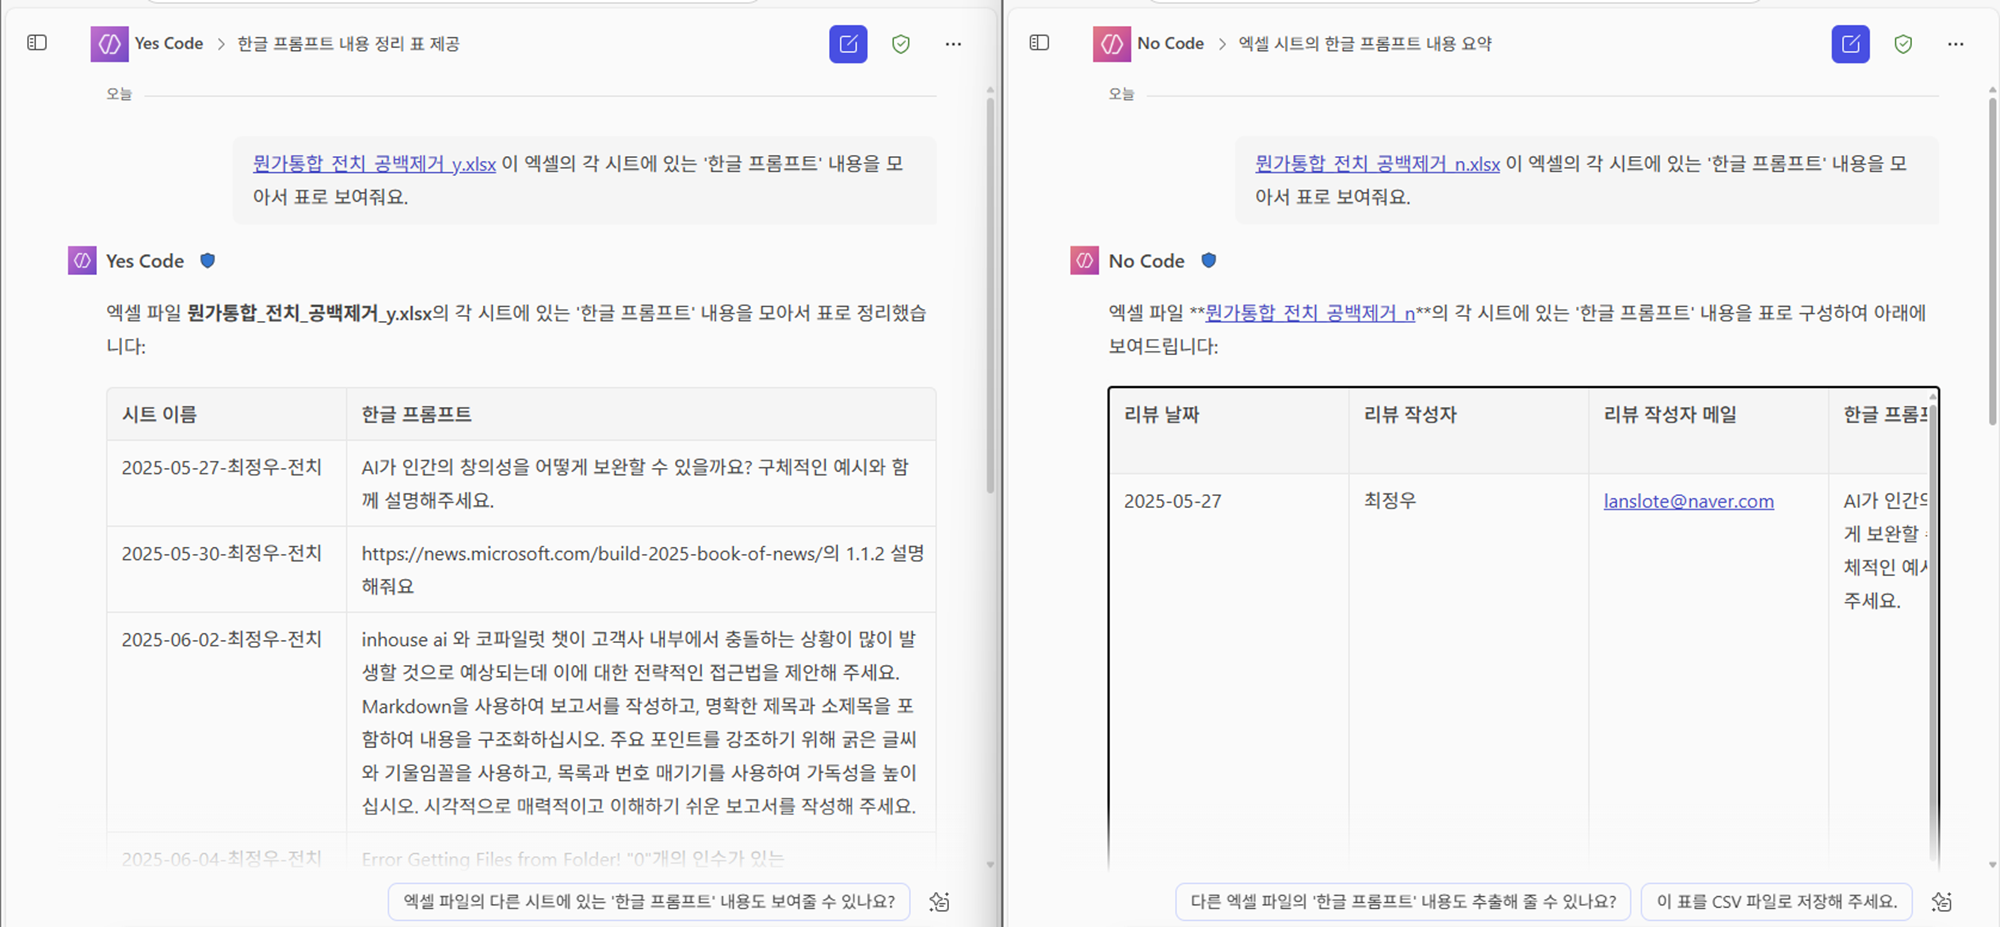 Yes Code > 한글 프롬프트 내용 정리 표 제공
오늘
뭔가통합_전치_공백제거_y.xlsx 이 엑셀의 각 시트에 있는 '한글 프롬프트' 내용을 모
아서 표로 보여줘요.
Yes Code
엑셀 파일 뭔가통합_전치_공백제거_y.xlsx의 각 시트에 있는 '한글 프롬프트' 내용을 모아서 표로 정리했습
니다:
시트 이름 한글 프롬프트
2025-05-27-최정우-전치 AI가 인간의 창의성을 어떻게 보완할 수 있을까요? 구체적인 예시와 함
께 설명해주세요.
2025-05-30-최정우-전치 https://news.microsoft.com/build-2025-book-of-news/의 1.1.2 설명
해줘요
2025-06-02-최정우-전치 inhouse ai 와 코파일럿 챗이 고객사 내부에서 충돌하는 상황이 많이 발
생할 것으로 예상되는데 이에 대한 전략적인 접근법을 제안해 주세요.
Markdown을 사용하여 보고서를 작성하고, 명확한 제목과 소제목을 포
함하여 내용을 구조화하십시오. 주요 포인트를 강조하기 위해 굵은 글씨
와 기울임꼴을 사용하고, 목록과 번호 매기기를 사용하여 가독성을 높이
십시오. 시각적으로 매력적이고 이해하기 쉬운 보고서를 작성해 주세요.
2025-06-04-최정우-전치 Error Getting Files from Folder! "0"개의 인수가 있는
엑셀 파일의 다른 시트에 있는 '한글 프롬프트' 내용도 보여줄 수 있나요?
No Code > 엑셀 시트의 한글 프롬프트 내용 요약
오늘
뭔가통합_전치_공백제거_n.xlsx 이 엑셀의 각 시트에 있는 '한글 프롬프트' 내용을 모
아서 표로 보여줘요.
No Code
엑셀 파일 **뭔가통합_전치_공백제거_n**의 각 시트에 있는 '한글 프롬프트' 내용을 표로 구성하여 아래에
보여드립니다:
리뷰 날짜 리뷰 작성자 리뷰 작성자 메일 한글 프롬프
2025-05-27 최정우 lanslote@naver.com AI가 인간의
게 보완할
체적인 예시
주세요.
다른 엑셀 파일의 '한글 프롬프트' 내용도 추출해 줄 수 있나요? 이 표를 CSV 파일로 저장해 주세요.